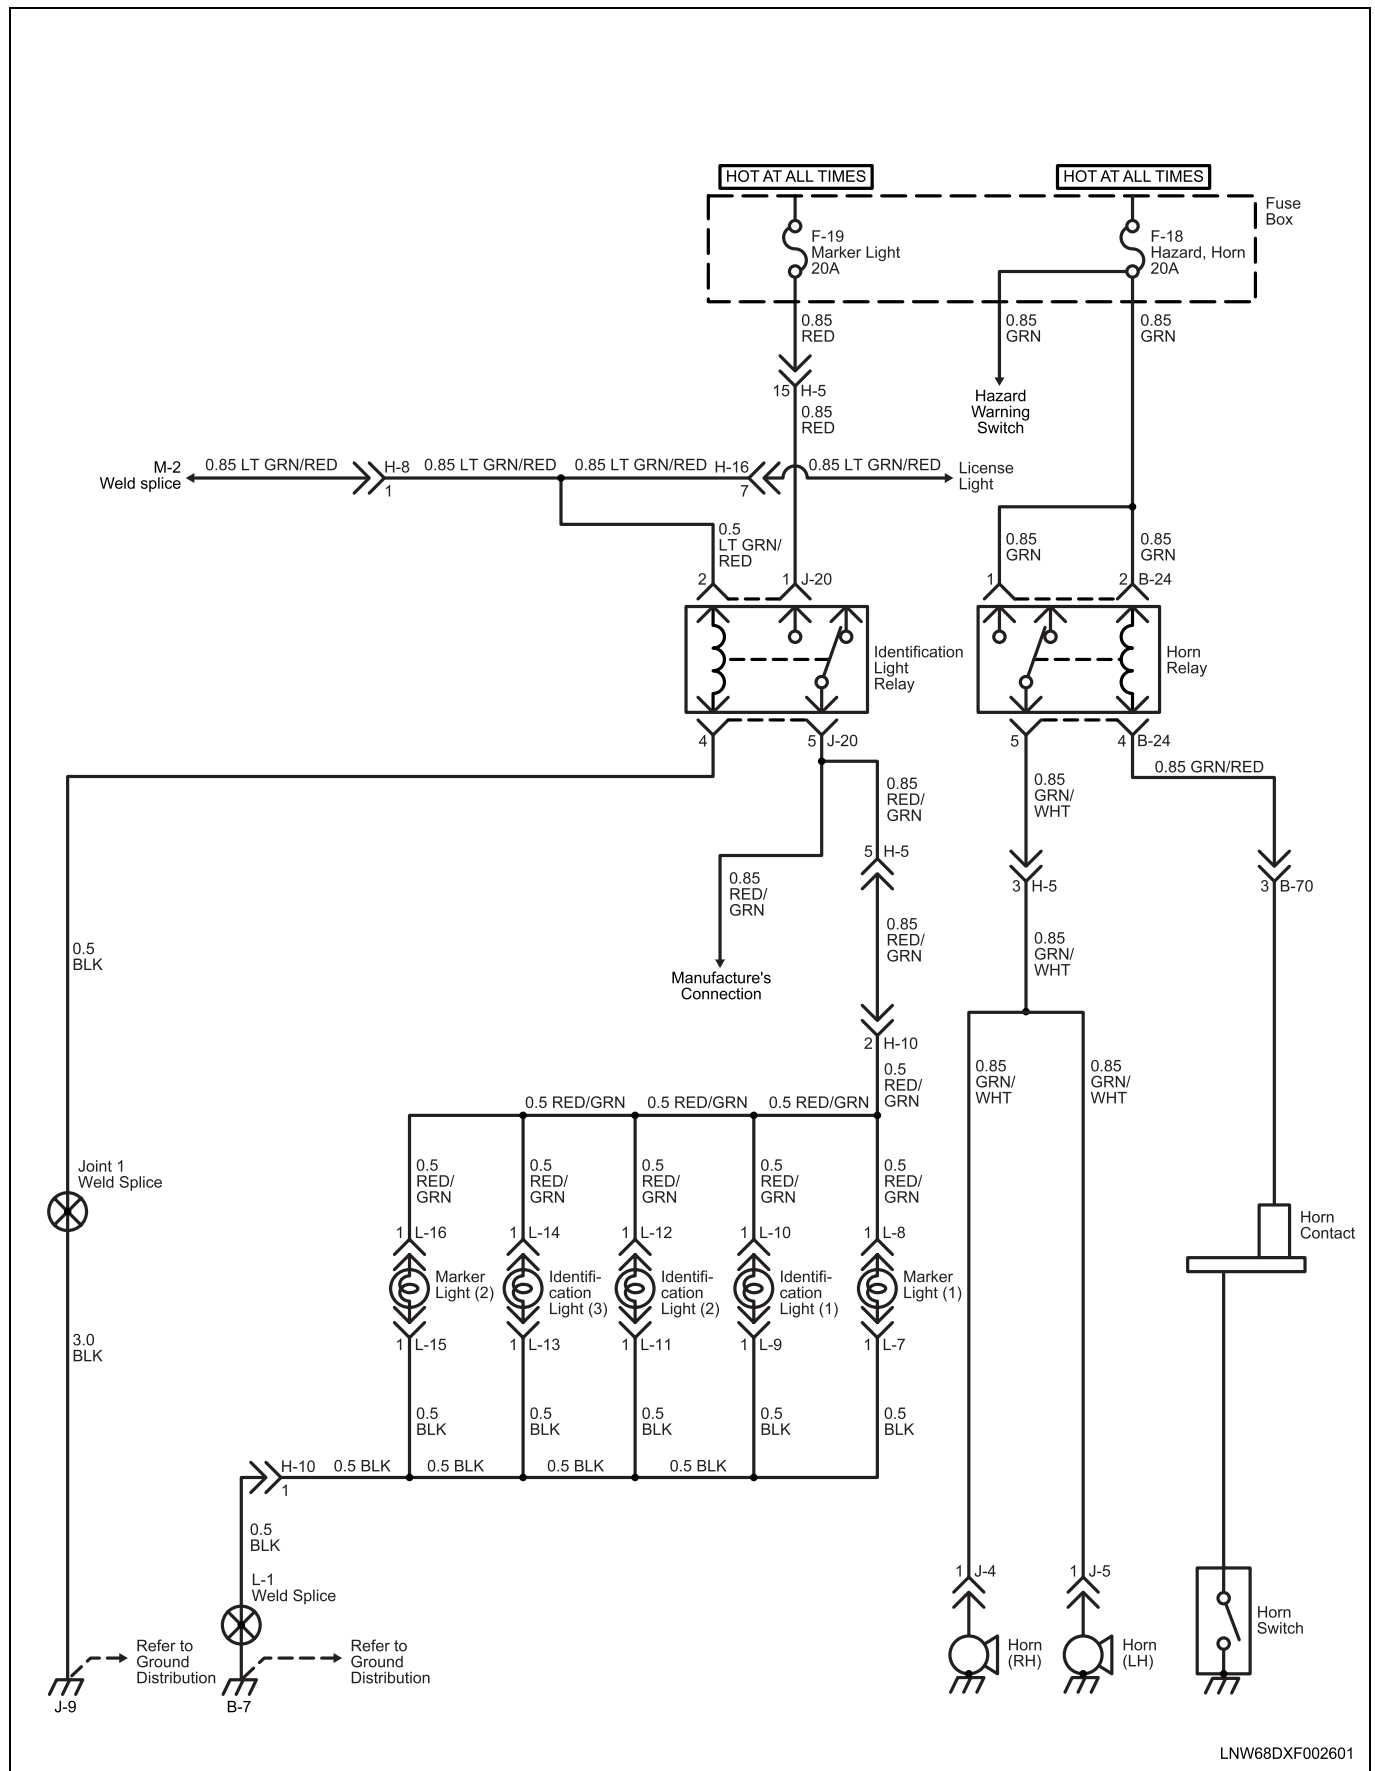 HOT AT ALL TIMES
HOT AT ALL TIMES
Fuse
Box
F-19
Marker Light
20A
F-18
Hazard, Horn
20A
0.85
RED
0.85
GRN
0.85
GRN
15 H-5
0.85
RED
Hazard
Warning
Switch
M-2
Weld splice
0.85 LT GRN/RED
H-8
1
0.85 LT GRN/RED
0.85 LT GRN/RED
H-16
7
0.85 LT GRN/RED
License
Light
0.5
LT GRN/
RED
0.85
GRN
0.85
GRN
2
1 J-20
1
2 B-24
Identification
Light
Relay
Horn
Relay
4
5 J-20
5
4 B-24
0.85 GRN/RED
0.85
RED/
GRN
0.85
GRN/
WHT
5 H-5
0.85
RED/
GRN
3 H-5
3 B-70
0.85
RED/
GRN
0.85
GRN/
WHT
0.5
BLK
Manufacture's
Connection
2 H-10
0.5
RED/
GRN
0.85
GRN/
WHT
0.85
GRN/
WHT
0.5 RED/GRN
0.5 RED/GRN
0.5 RED/GRN
Joint 1
Weld Splice
0.5
RED/
GRN
0.5
RED/
GRN
0.5
RED/
GRN
0.5
RED/
GRN
0.5
RED/
GRN
1 L-16
1 L-14
1 L-12
1 L-10
1 L-8
Horn
Contact
Marker
Light (2)
Identifi-
cation
Light (3)
Identifi-
cation
Light (2)
Identifi-
cation
Light (1)
Marker
Light (1)
3.0
BLK
1 L-15
1 L-13
1 L-11
1 L-9
1 L-7
0.5
BLK
0.5
BLK
0.5
BLK
0.5
BLK
0.5
BLK
H-10
1
0.5 BLK
0.5 BLK
0.5 BLK
0.5 BLK
0.5
BLK
L-1
Weld Splice
1 J-4
1 J-5
Horn
Switch
Refer to
Ground
Distribution
Refer to
Ground
Distribution
Horn
(RH)
Horn
(LH)
J-9
B-7
LNW68DXF002601